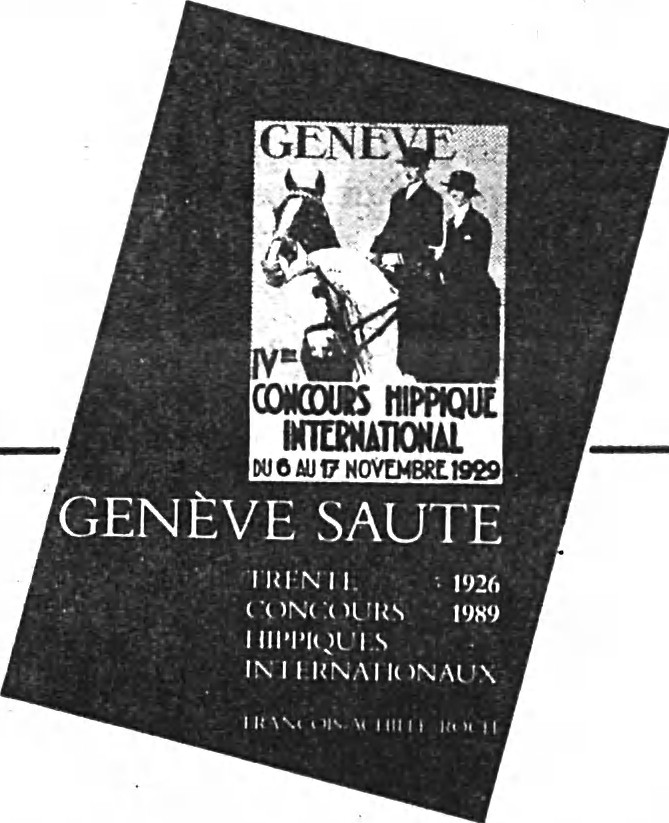 GENEVE
IVme
CONCOURS HIPPIQUE
INTERNATIONAL
DU 6 AU 17 NOVEMBRE 1929
GENÈVE SAUTE
TRENTE 1926
CONCOURS 1989
HIPPIQUES
INTERNATIONAUX
FRANÇOIS-ACHILLE ROCH